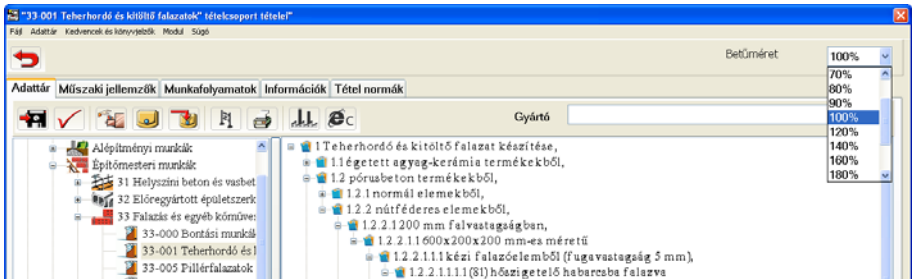 "33-001 Teherhordó és kitöltő falazatok" tételcsoport tételei"
Fájl Adattár Kedvencek és könyvjelzők Modul Súgó
Betűméret 100%
70%
80%
90%
100%
120%
140%
160%
180%
Adattár Műszaki jellemzők Munkafolyamatok Információk Tétel normák
Gyártó
Alépítményi munkák
Építőmesteri munkák
31 Helyszíni beton és vasbet
32 Előregyártott épületszerk
33 Falazás és egyéb kőműve
33-000 Bontási munkál
33-001 Teherhordó és
33-005 Pillérfalazatok
1 Teherhordó és kitöltő falazat készítése,
1.1 égetett agyag-kerámia termékekből,
1.2 pórusbeton termékekből,
1.2.1 normál elemekből,
1.2.2 nútféderes elemekből,
1.2.2.1 200 mm falvastagságban,
1.2.2.1.1 600x200x200 mm-es méretű
1.2.2.1.1.1 kézi falazóelemből (fugavastagság 5 mm),
1.2.2.1.1.1.1 (81) hőszigetelő habarcsba falazva